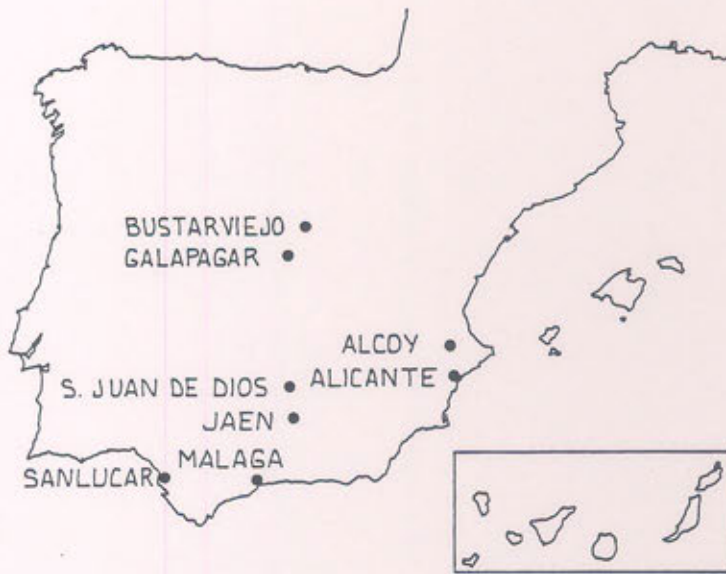 BUSTARVIEJO
GALAPAGAR
ALCOY
S. JUAN DE DIOS
ALICANTE
JAEN
MALAGA
SANLUCAR